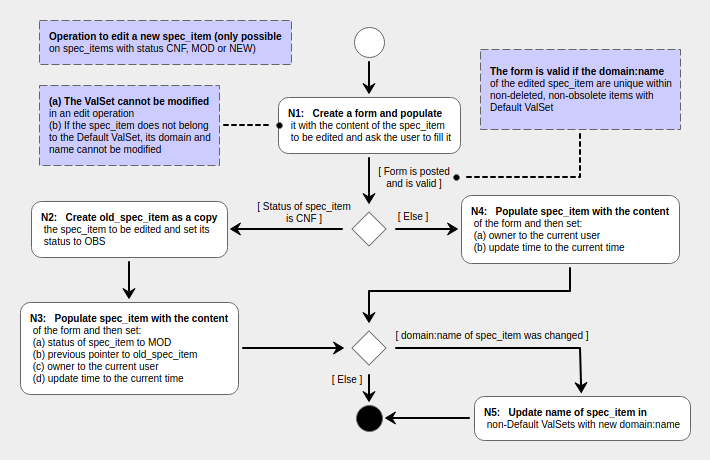 Operation to edit a new spec_item (only possible
on spec_items with status CNF, MOD or NEW)
The form is valid if the domain:name
of the edited spec_item are unique within
non-deleted, non-obsolete items with
Default ValSet
(a) The ValSet cannot be modified
in an edit operation
(b) If the spec_item does not belong
to the Default ValSet, its domain and
name cannot be modified
N1: Create a form and populate
it with the content of the spec_item
to be edited and ask the user to fill it
[ Form is posted
and is valid ]
[ Status of spec_item
is CNF ]
[ Else ]
N2: Create old_spec_item as a copy
the spec_item to be edited and set its
status to OBS
N4: Populate spec_item with the content
of the form and then set:
(a) owner to the current user
(b) update time to the current time
N3: Populate spec_item with the content
of the form and then set:
(a) status of spec_item to MOD
(b) previous pointer to old_spec_item
(c) owner to the current user
(d) update time to the current time
[ domain:name of spec_item was changed ]
[ Else ]
N5: Update name of spec_item in
non-Default ValSets with new domain:name